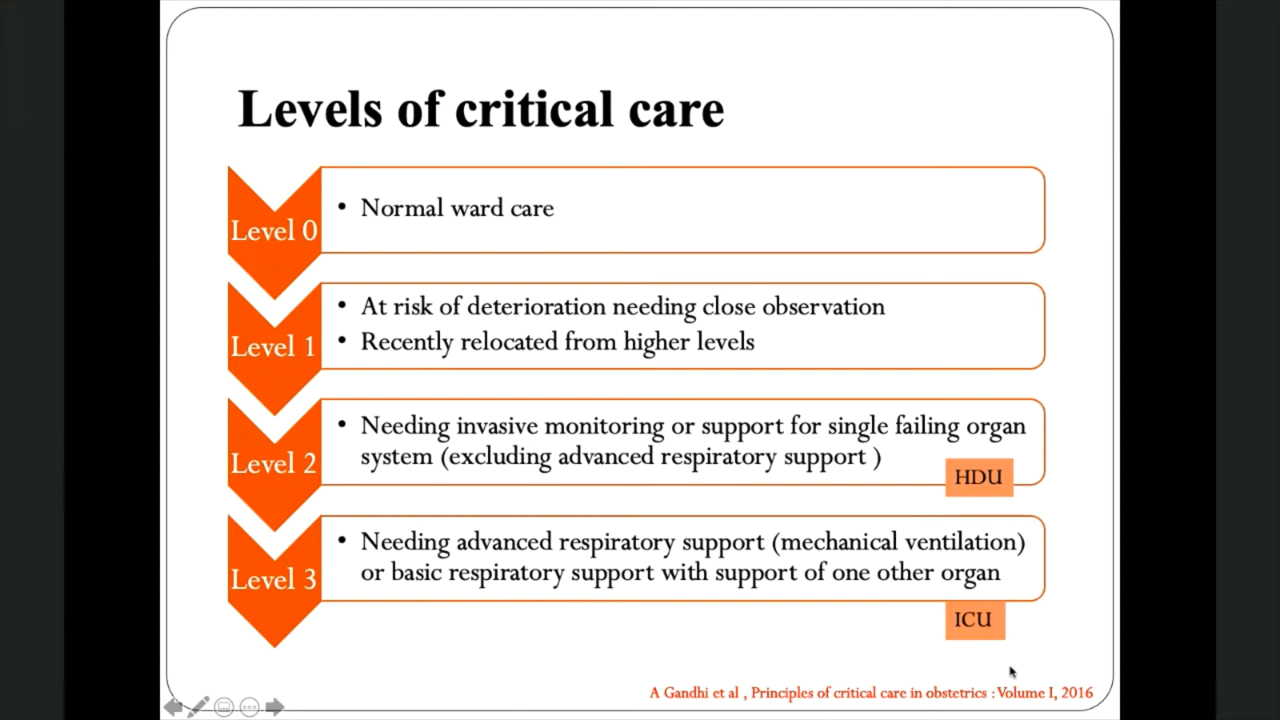 Levels of critical care
Level 0
• Normal ward care
Level 1
• At risk of deterioration needing close observation
• Recently relocated from higher levels
Level 2
• Needing invasive monitoring or support for single failing organ
system (excluding advanced respiratory support )
HDU
Level 3
• Needing advanced respiratory support (mechanical ventilation)
or basic respiratory support with support of one other organ
ICU
A Gandhi et al , Principles of critical care in obstetrics : Volume I, 2016